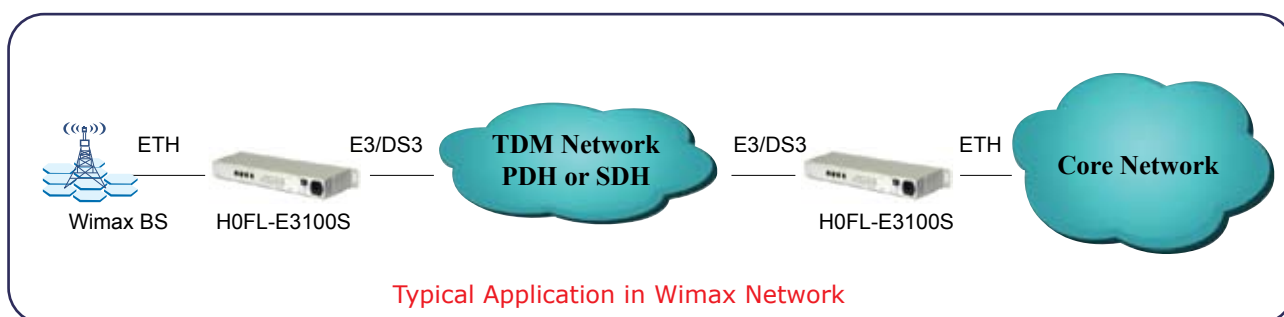 ETH
E3/DS3
TDM Network
PDH or SDH
E3/DS3
ETH
Core Network
Wimax BS
H0FL-E3100S
H0FL-E3100S
Typical Application in Wimax Network